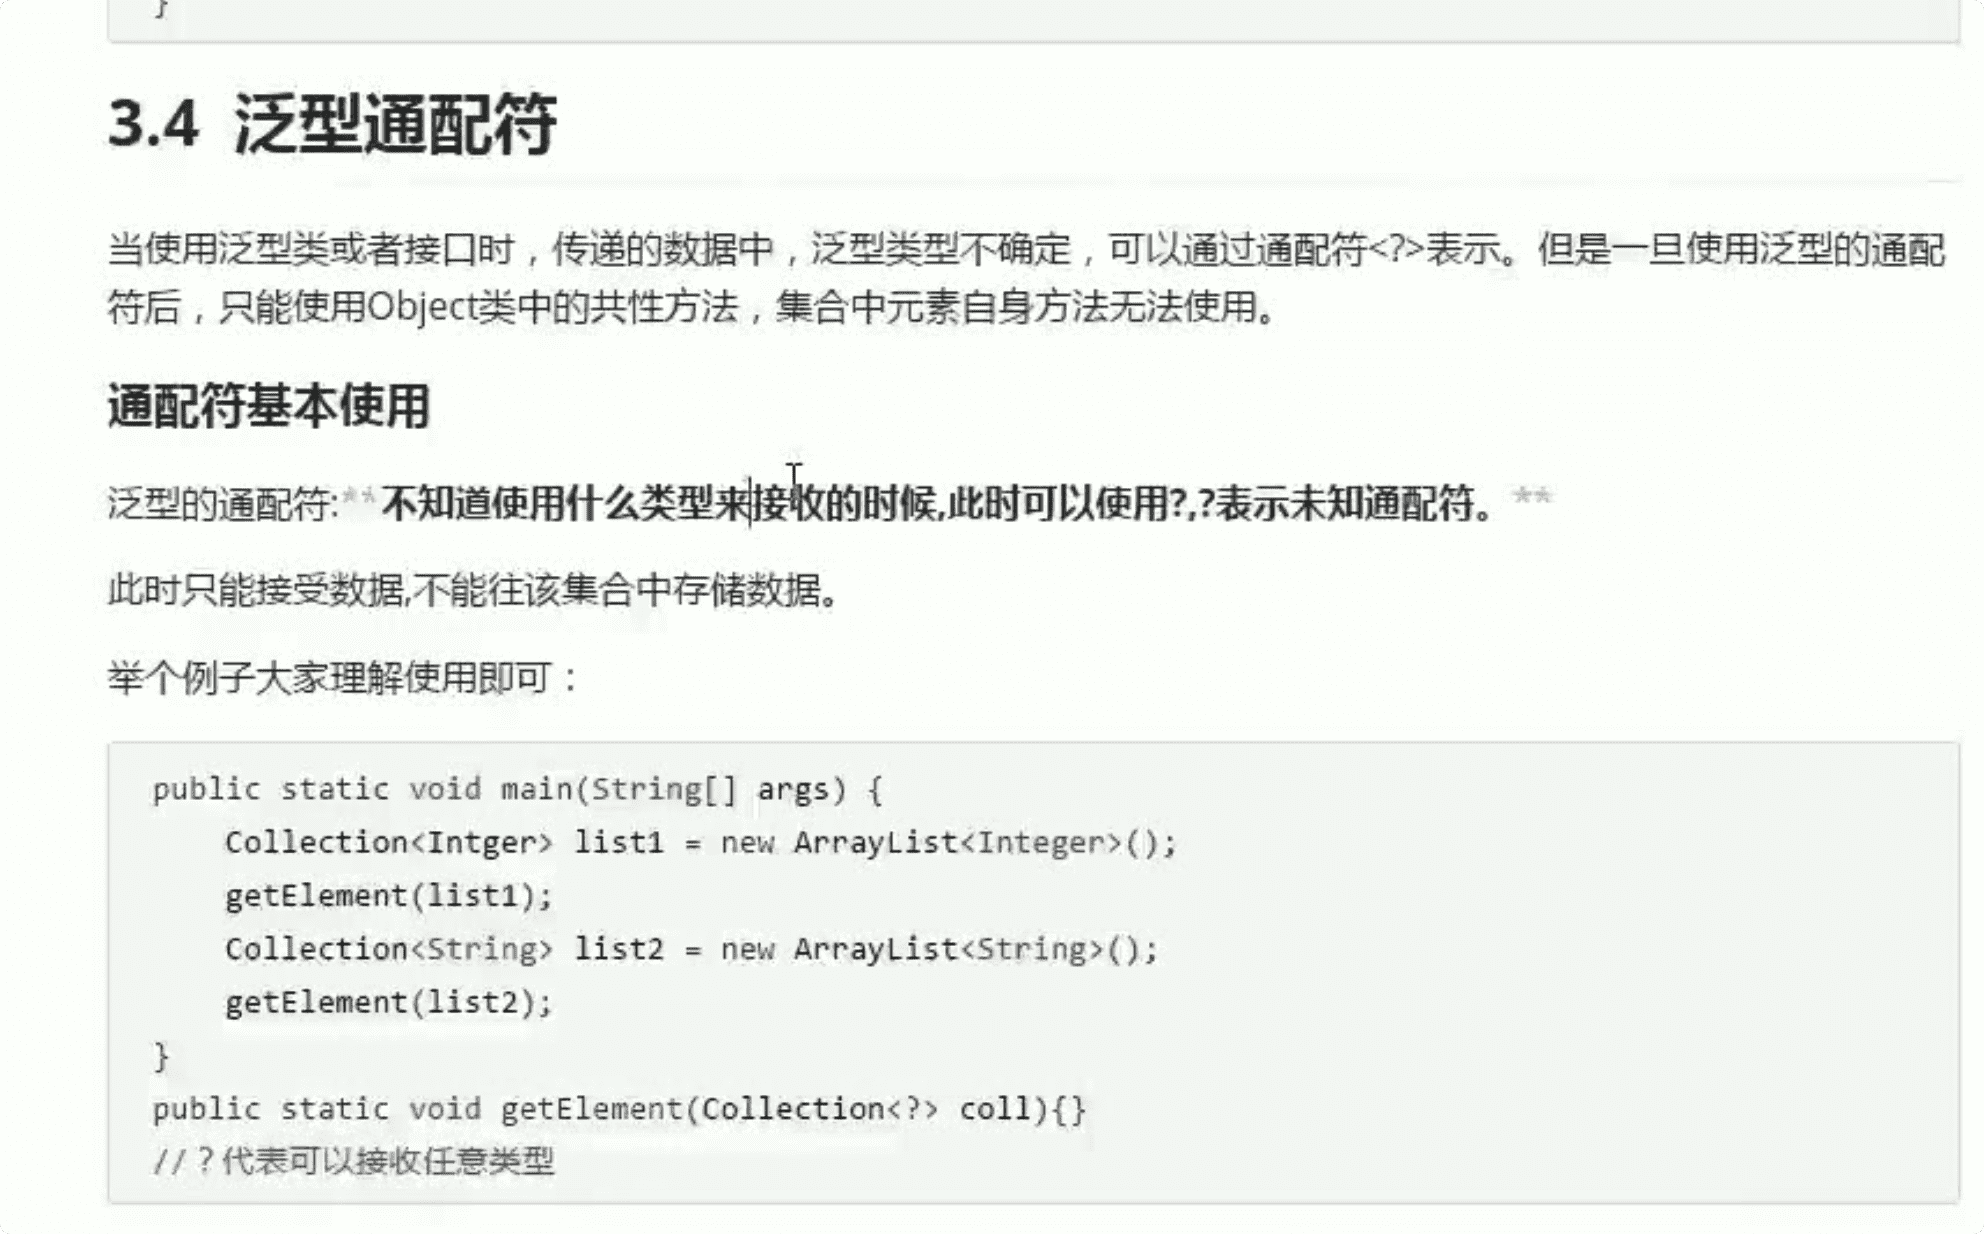 }
3.4 泛型通配符
当使用泛型类或者接口时，传递的数据中，泛型类型不确定，可以通过通配符<?>表示。但是一旦使用泛型的通配
符后，只能使用Object类中的共性方法，集合中元素自身方法无法使用。
通配符基本使用
泛型的通配符:** 不知道使用什么类型来接收的时候,此时可以使用?,?表示未知通配符。**
此时只能接受数据,不能往该集合中存储数据。
举个例子大家理解使用即可：
public static void main(String[] args) {
    Collection<Intger> list1 = new ArrayList<Integer>();
    getElement(list1);
    Collection<String> list2 = new ArrayList<String>();
    getElement(list2);
}
public static void getElement(Collection<?> coll){}
//？代表可以接收任意类型